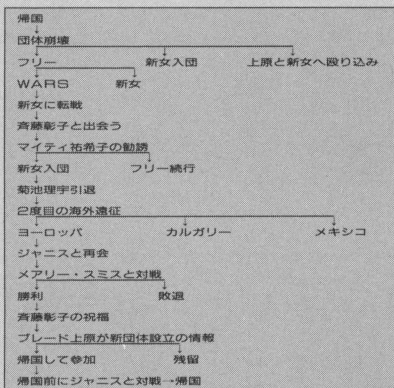 帰国
団体崩壊
フリー 新女入団 上原と新女へ殴り込み
WARS 新女
新女に転戦
斉藤彰子と出会う
マイティ祐希子の勧誘
新女入団 フリー続行
菊池理宇引退
2度目の海外遠征
ヨーロッパ カルガリー メキシコ
ジャニスと再会
メアリー・スミスと対戦
勝利 敗退
斉藤彰子の祝福
ブレード上原が新団体設立の情報
帰国して参加 残留
帰国前にジャニスと対戦→帰国